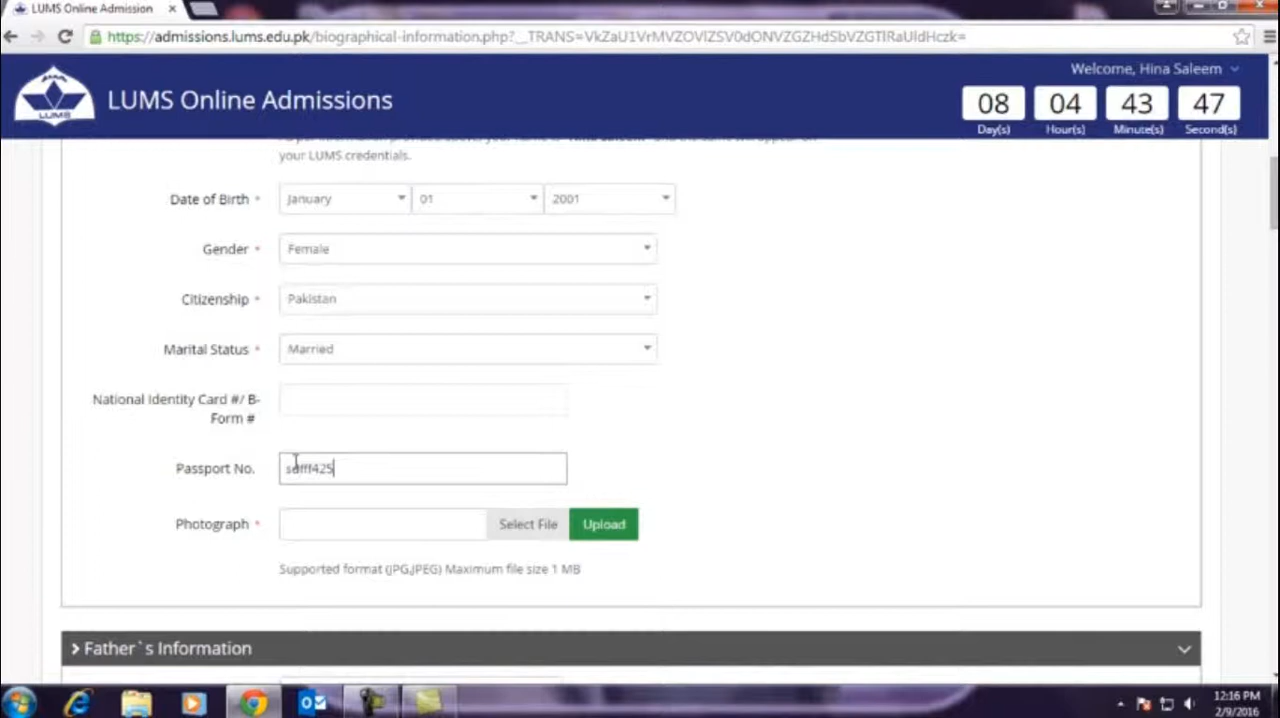 LUMS Online Admission
https://admissions.lums.edu.pk/biographical-information.php?
Welcome, Hina Saleem
LUMS Online Admissions
LUMS
08 04 43 47
Day(s) Hour(s) Minute(s) Second(s)
your LUMS credentials.
Date of Birth * January 01 2001
Gender * Female
Citizenship * Pakistan
Marital Status * Married
National Identity Card #/ B-
Form #
Passport No.
Photograph * Select File Upload
Supported format (JPG,JPEG) Maximum file size 1 MB
Father`s Information
12:16 PM
2/9/2016